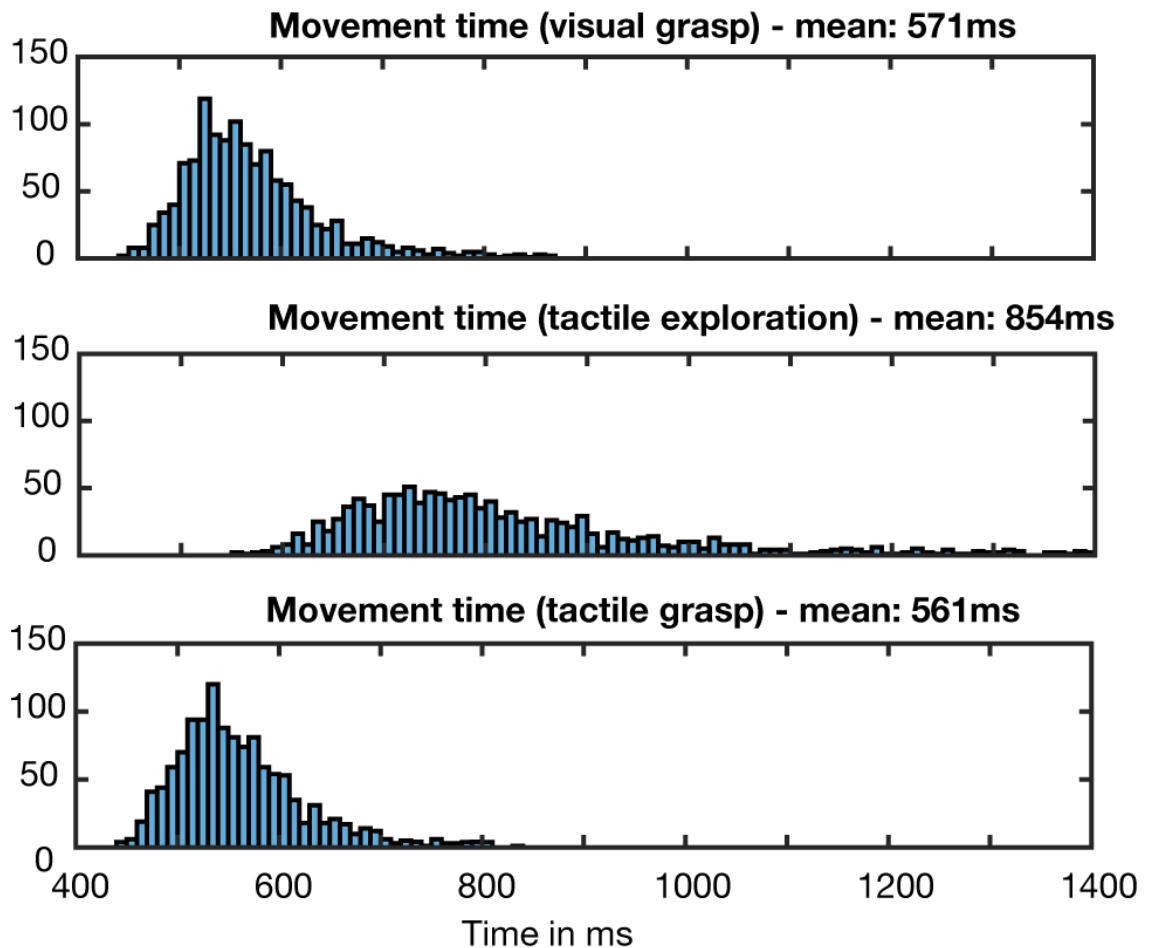 Movement time (visual grasp) - mean: 571ms
150
100
50
0
Movement time (tactile exploration) - mean: 854ms
150
100
50
0
Movement time (tactile grasp) - mean: 561ms
150
100
50
0
400 600 800 1000 1200 1400
Time in ms